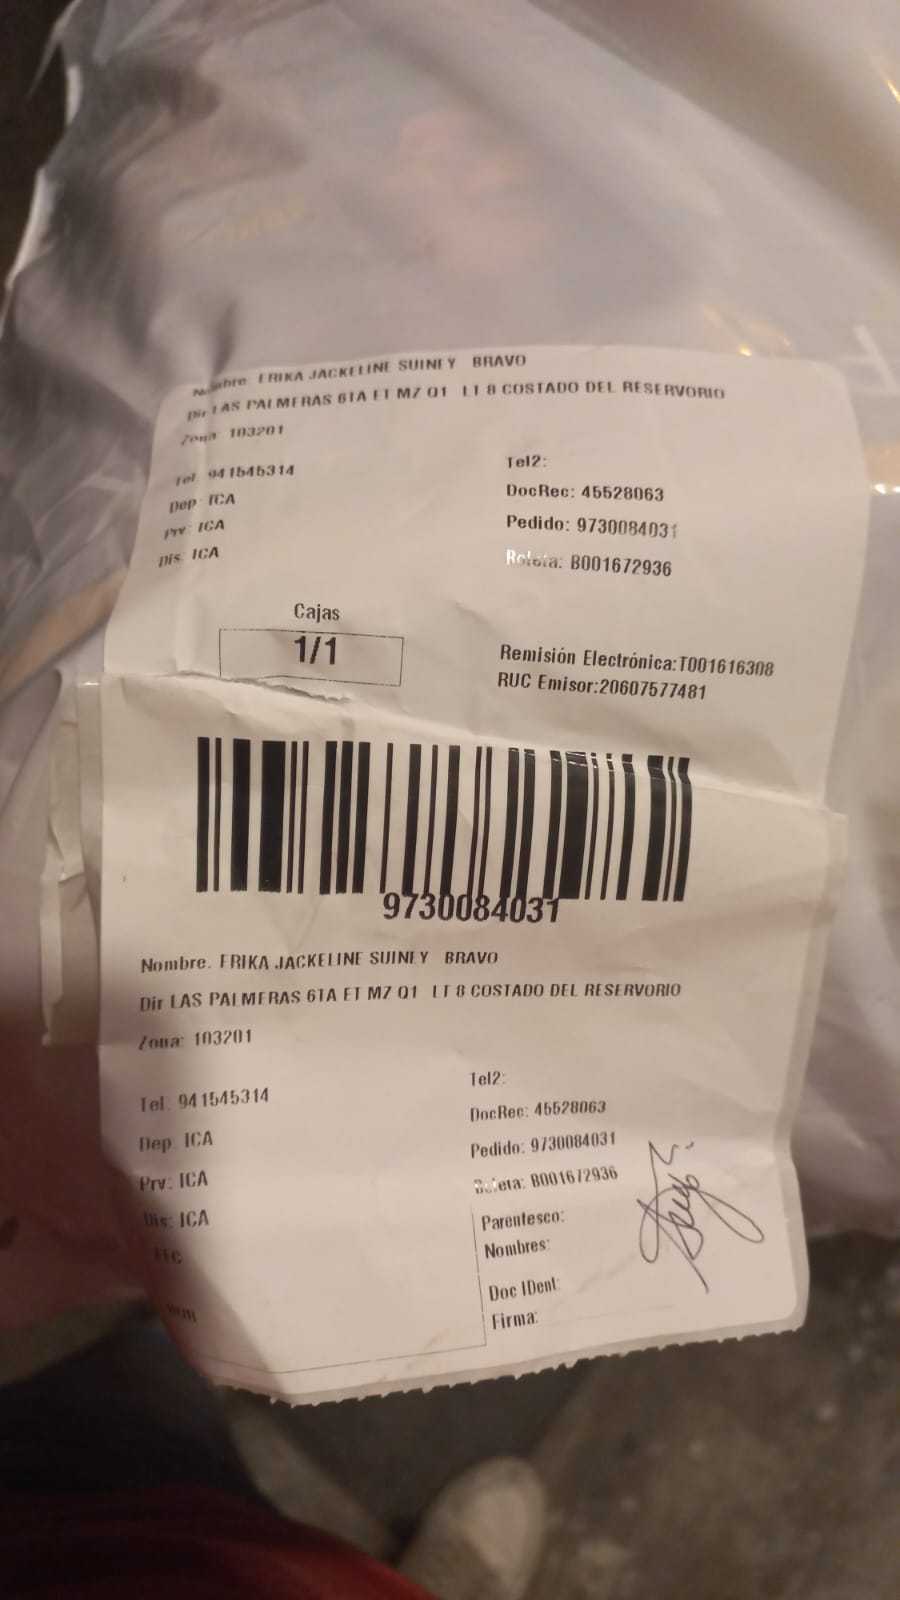 Nombre. ERIKA JACKELINE SUINEY BRAVO
Dir LAS PALMERAS 6TA ET MZ Q1 LT 8 COSTADO DEL RESERVORIO
Zona: 103201
Tel. 941545314
Tel2:
Dep: ICA
DocRec: 45528063
Prv: ICA
Pedido: 9730084031
Dis: ICA
Boleta: B001672936
Cajas
1/1
Remisión Electrónica:T001616308
RUC Emisor:20607577481
9730084031
Nombre. ERIKA JACKELINE SUINEY BRAVO
Dir LAS PALMERAS 6TA ET MZ Q1 LT 8 COSTADO DEL RESERVORIO
Zona: 103201
Tel. 941545314
Tel2:
Dep. ICA
DocRec: 45528063
Prv: ICA
Pedido: 9730084031
Dis: ICA
Boleta: B001672936
Parentesco:
Nombres:
Doc IDent:
Firma: